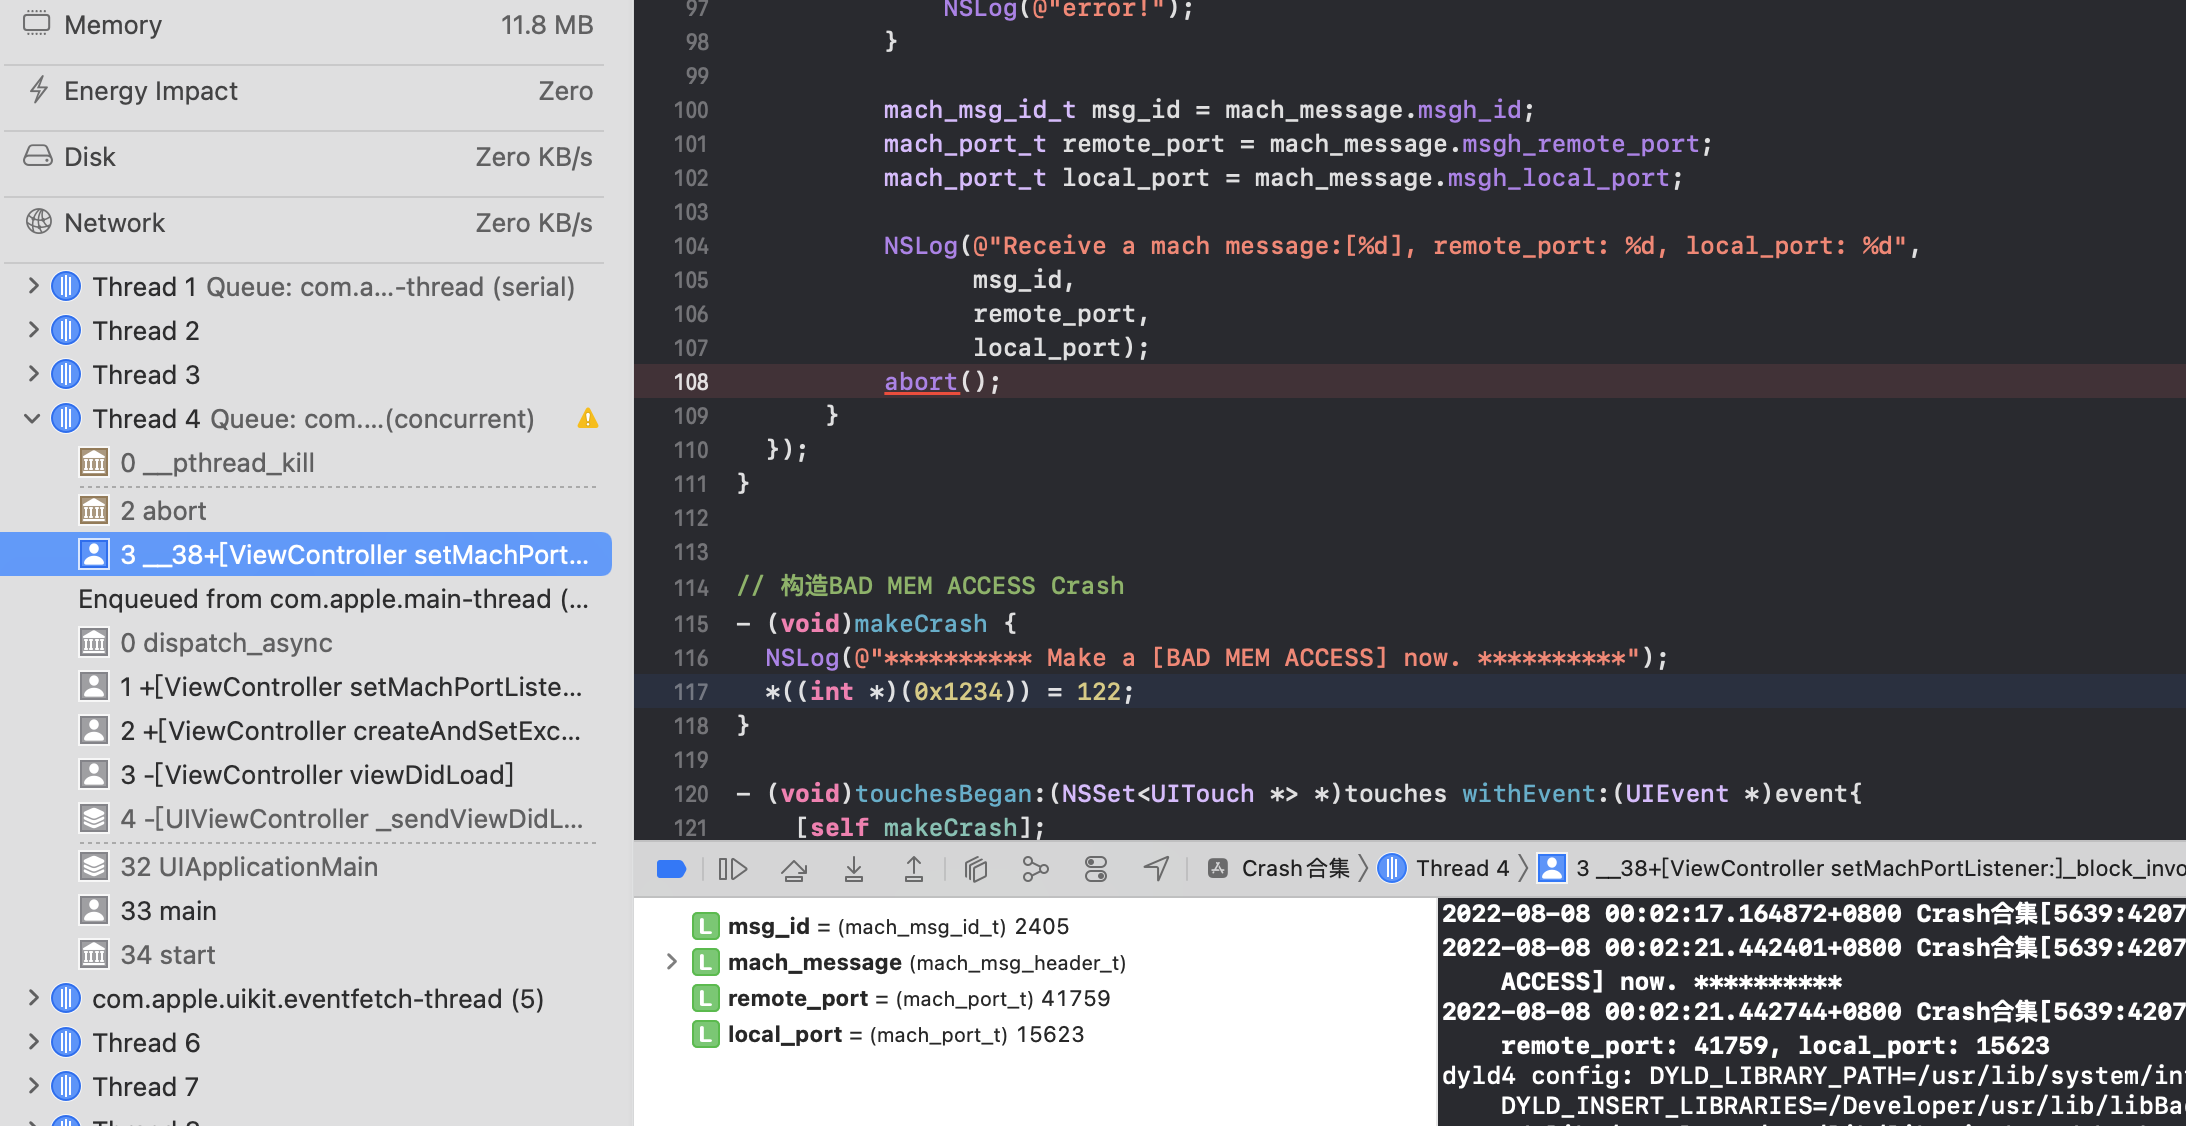 Memory 11.8 MB
Energy Impact Zero
Disk Zero KB/s
Network Zero KB/s
Thread 1 Queue: com.a...-thread (serial)
Thread 2
Thread 3
Thread 4 Queue: com....(concurrent)
0 __pthread_kill
2 abort
3 __38+[ViewController setMachPort...
Enqueued from com.apple.main-thread (...
0 dispatch_async
1 +[ViewController setMachPortListe...
2 +[ViewController createAndSetExc...
3 -[ViewController viewDidLoad]
4 -[UIViewController _sendViewDidL...
32 UIApplicationMain
33 main
34 start
com.apple.uikit.eventfetch-thread (5)
Thread 6
Thread 7
97 NSLog(@"error!");
98 }
99
100 mach_msg_id_t msg_id = mach_message.msgh_id;
101 mach_port_t remote_port = mach_message.msgh_remote_port;
102 mach_port_t local_port = mach_message.msgh_local_port;
103
104 NSLog(@"Receive a mach message:[%d], remote_port: %d, local_port: %d",
105 msg_id,
106 remote_port,
107 local_port);
108 abort();
109 }
110 });
111 }
112
113
114 // 构造BAD MEM ACCESS Crash
115 - (void)makeCrash {
116 NSLog(@"********** Make a [BAD MEM ACCESS] now. **********");
117 *((int *)(0x1234)) = 122;
118 }
119
120 - (void)touchesBegan:(NSSet<UITouch *> *)touches withEvent:(UIEvent *)event{
121 [self makeCrash];
Crash合集 〉 Thread 4 〉 3 __38+[ViewController setMachPortListener:]_block_invo
L msg_id = (mach_msg_id_t) 2405
L mach_message (mach_msg_header_t)
L remote_port = (mach_port_t) 41759
L local_port = (mach_port_t) 15623
2022-08-08 00:02:17.164872+0800 Crash合集[5639:4207
2022-08-08 00:02:21.442401+0800 Crash合集[5639:4207
ACCESS] now. **********
2022-08-08 00:02:21.442744+0800 Crash合集[5639:4207
remote_port: 41759, local_port: 15623
dyld4 config: DYLD_LIBRARY_PATH=/usr/lib/system/in
DYLD_INSERT_LIBRARIES=/Developer/usr/lib/libBa